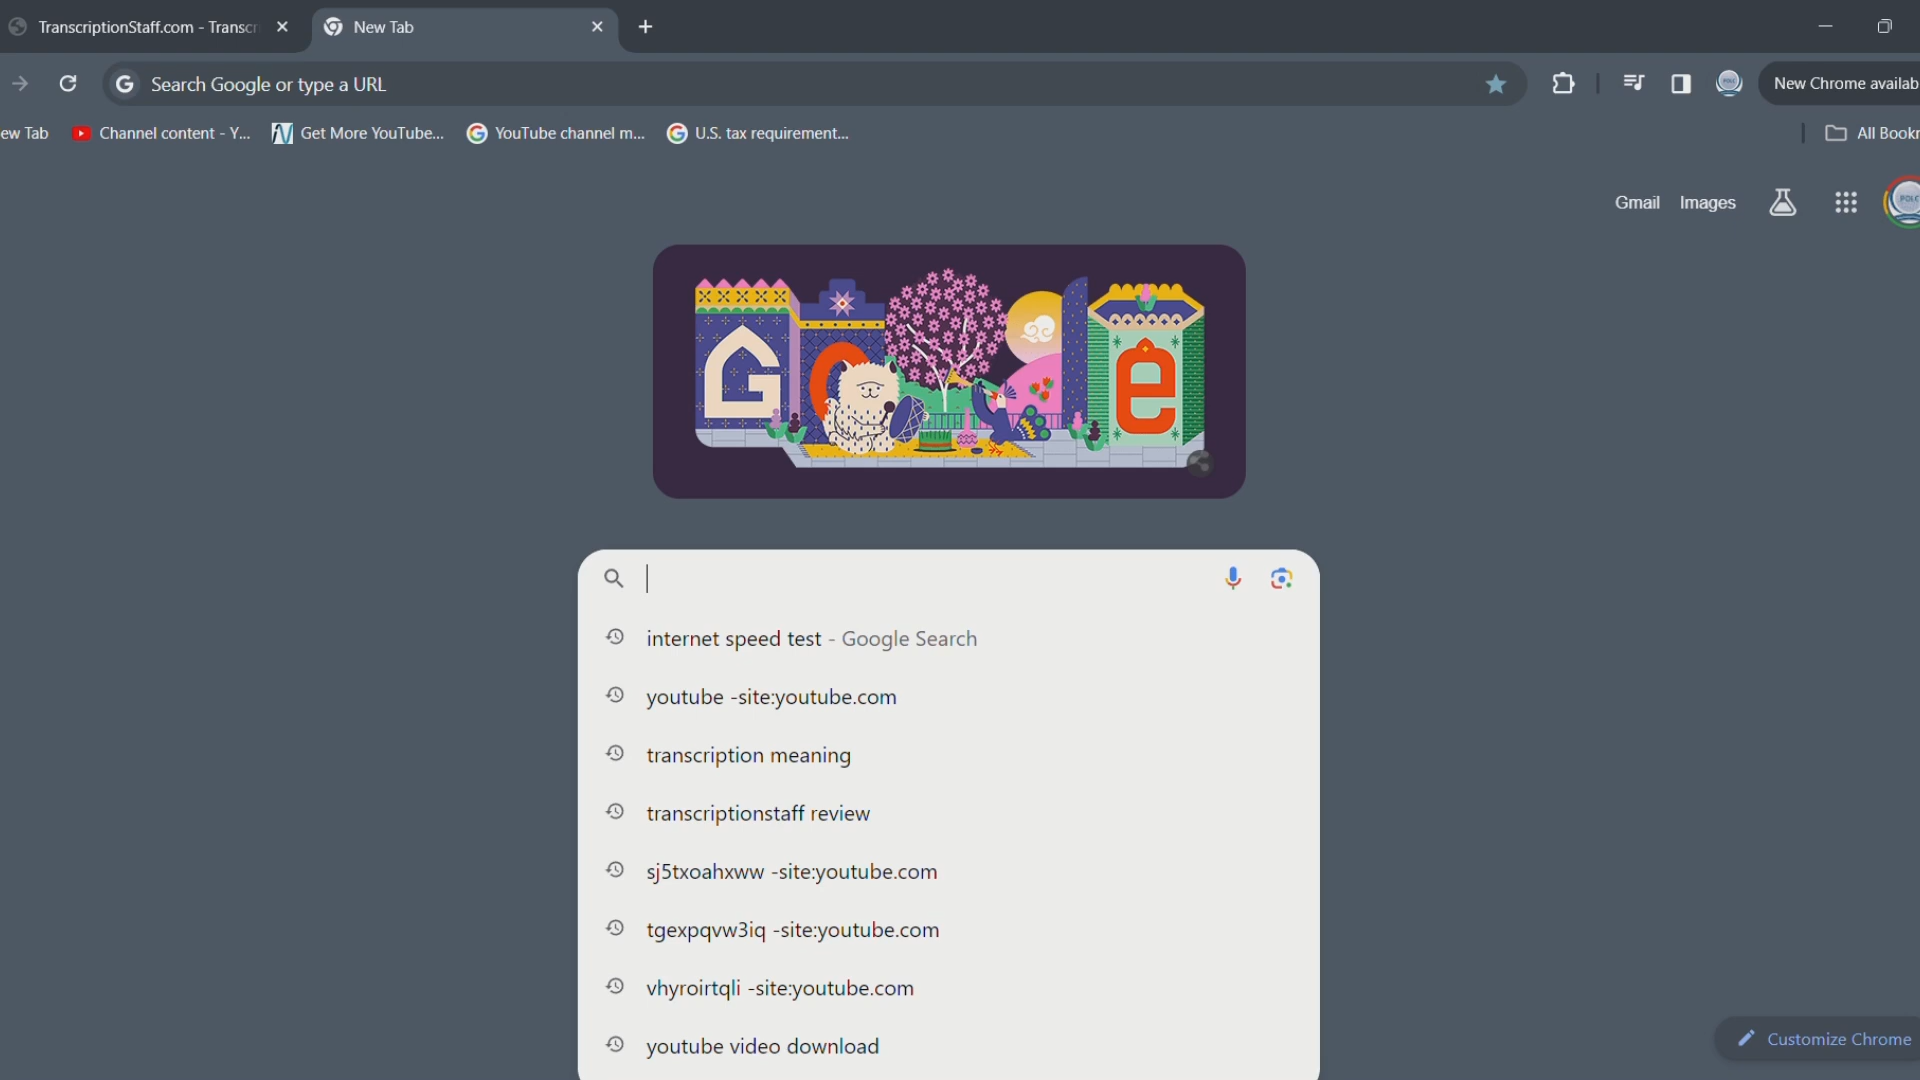 TranscriptionStaff.com - Transcr
New Tab
Search Google or type a URL
New Chrome availab
ew Tab
Channel content - Y...
Get More YouTube...
YouTube channel m...
U.S. tax requirement...
All Bookr
Gmail
Images
POLC
G e
internet speed test - Google Search
youtube -site:youtube.com
transcription meaning
transcriptionstaff review
sj5txoahxww -site:youtube.com
tgexpqvw3iq -site:youtube.com
vhyroirtqli -site:youtube.com
youtube video download
Customize Chrome